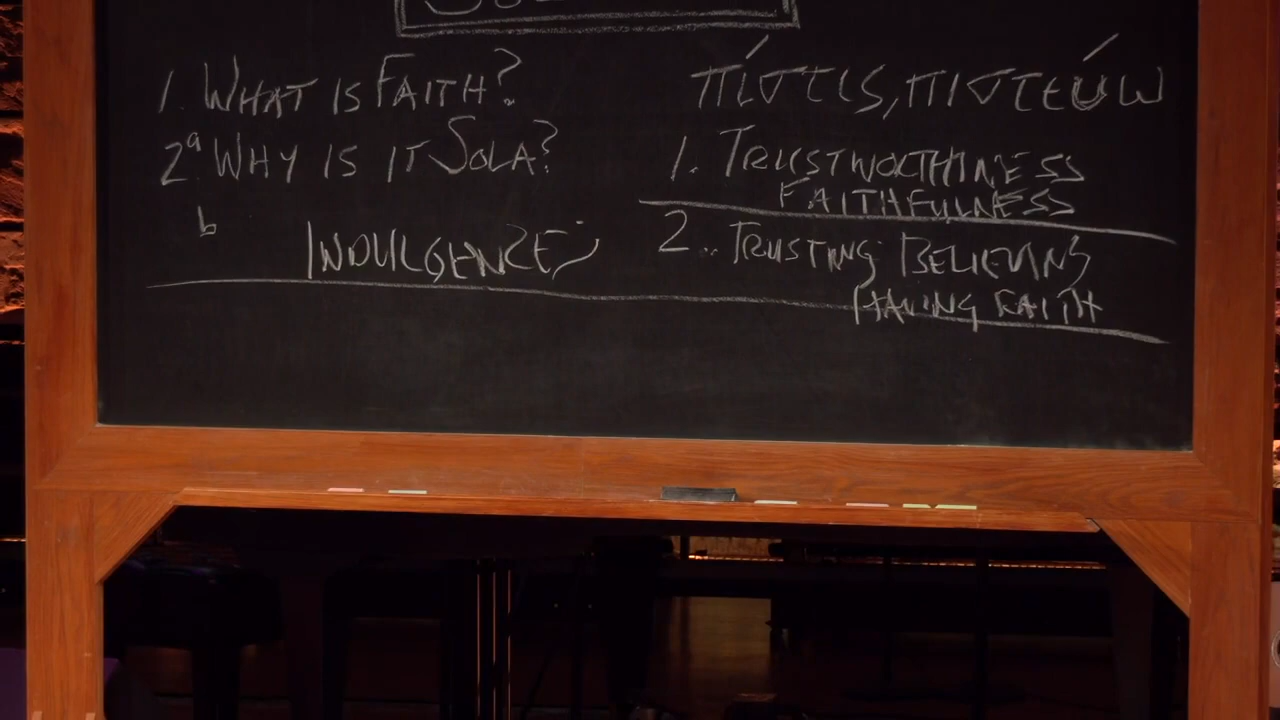 1. WHAT IS FAITH?
2a WHY IS IT SOLA?
b INDULGENCES
πίστις, πιστεύω
1. TRUSTWORTHINESS
FAITHFULNESS
2. TRUSTING BELIEVING
HAVING FAITH